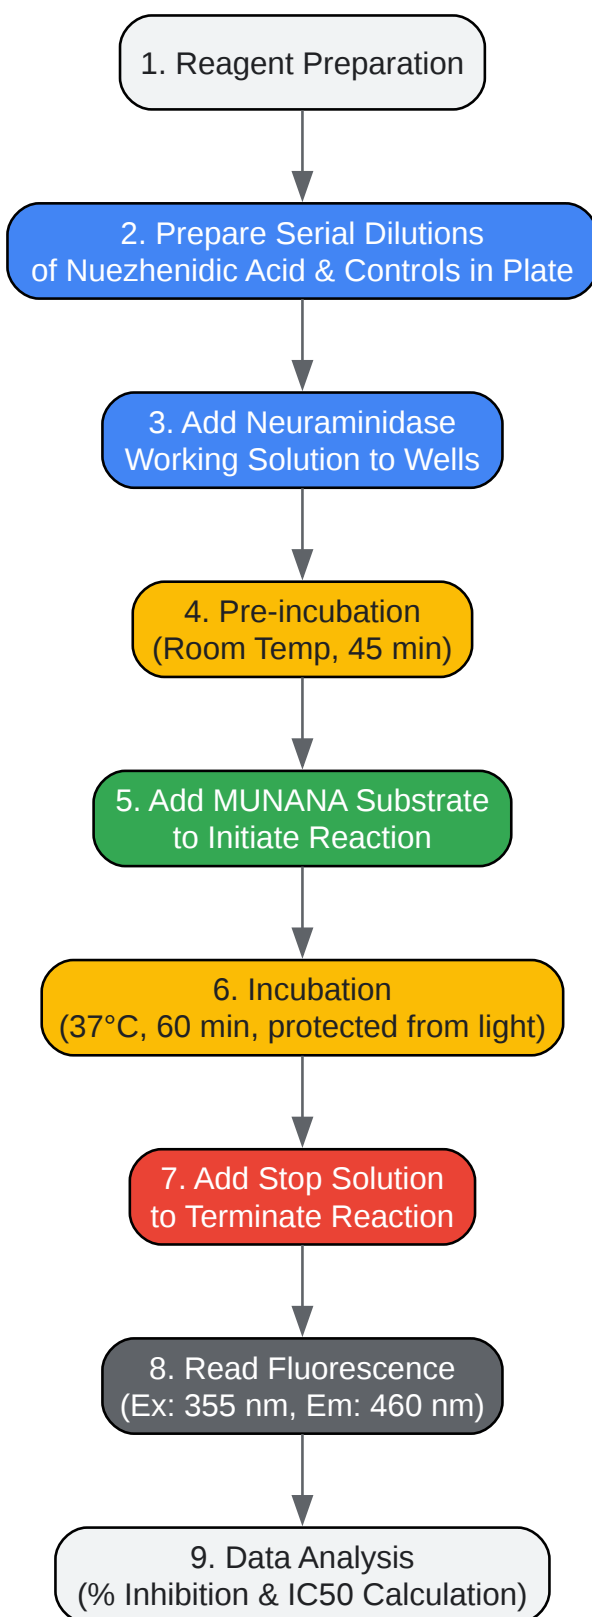 1. Reagent Preparation
2. Prepare Serial Dilutions
of Nuezhenidic Acid & Controls in Plate
3. Add Neuraminidase
Working Solution to Wells
4. Pre-incubation
(Room Temp, 45 min)
5. Add MUNANA Substrate
to Initiate Reaction
6. Incubation
(37°C, 60 min, protected from light)
7. Add Stop Solution
to Terminate Reaction
8. Read Fluorescence
(Ex: 355 nm, Em: 460 nm)
9. Data Analysis
(% Inhibition & IC50 Calculation)